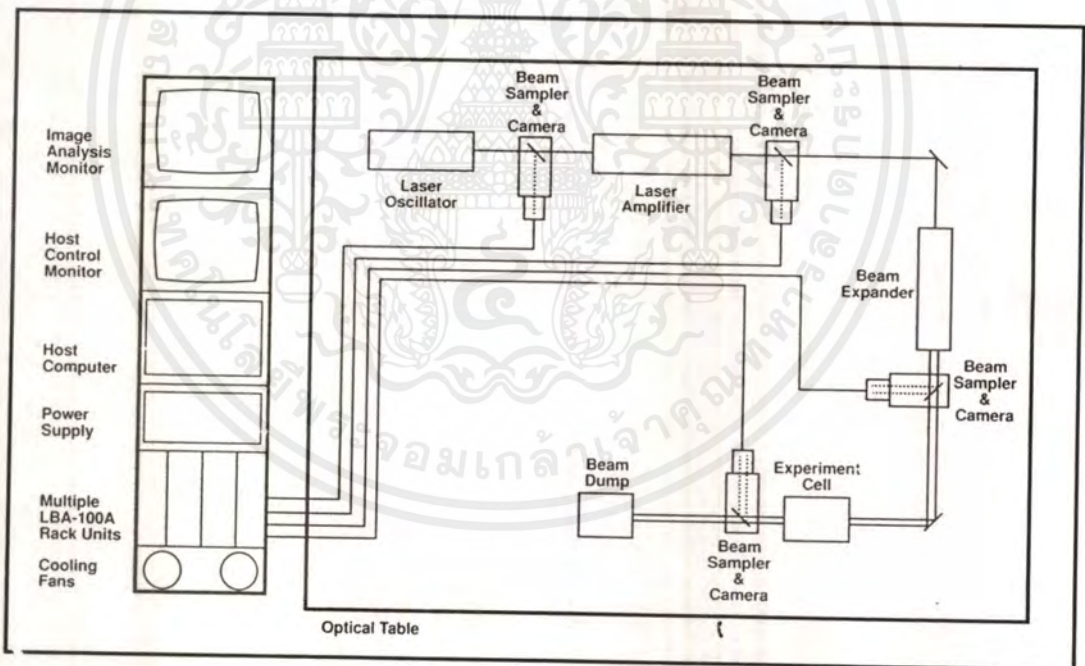 Image
Analysis
Monitor
Host
Control
Monitor
Host
Computer
Power
Supply
Multiple
LBA-100A
Rack Units
Cooling
Fans
Beam
Sampler
&
Camera
Laser
Oscillator
Laser
Amplifier
Beam
Sampler
&
Camera
Beam
Expander
Beam
Sampler
&
Camera
Experiment
Cell
Beam
Sampler
&
Camera
Beam
Dump
Optical Table